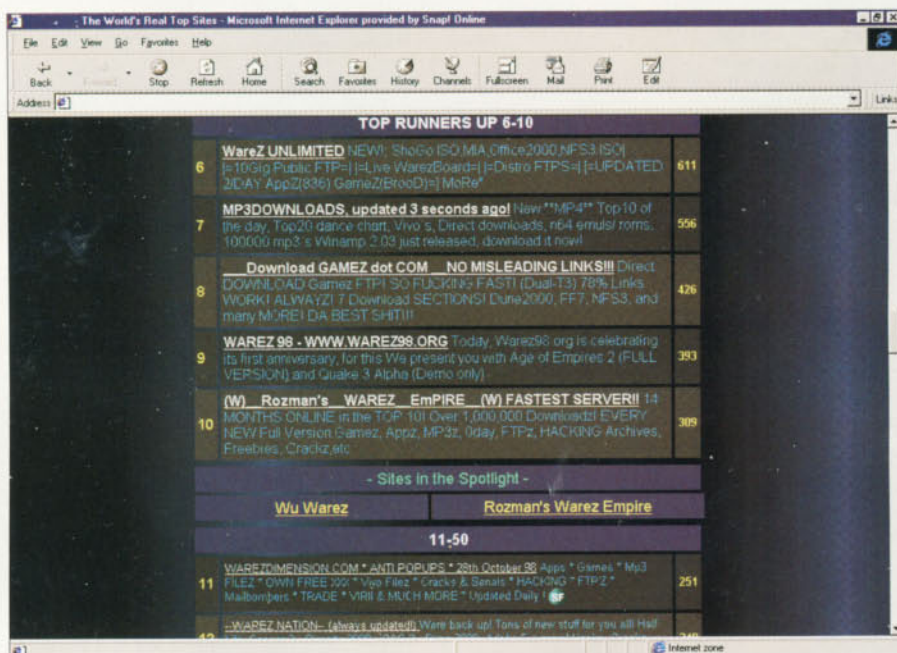 The World's Real Top Sites - Microsoft Internet Explorer provided by Snap! Online
File Edit View Go Favorites Help
Back Forward Stop Refresh Home Search Favorites History Channels Fullscreen Mail Print Edit
Address Links
TOP RUNNERS UP 6-10
6 WareZ UNLIMITED NEW!: ShoGo ISO,MIA,Office2000,NFS3 ISO|
|=10Gig Public FTP=| |=Live WarezBoard=| |=Distro FTPS=| |=UPDATED
2/DAY AppZ(836) GameZ(BrooD)=| MoRe* 611
7 MP3DOWNLOADS, updated 3 seconds ago! New **MP4** Top10 of
the day, Top20 dance chart, Vivo's, Direct downloads, n64 emuls/ roms,
100000 mp3's Winamp 2.03 just released, download it now! 556
8 __Download GAMEZ dot COM__NO MISLEADING LINKS!!! Direct
DOWNLOAD Gamez FTP! SO FUCKING FAST! (Dual-T3) 78% Links
WORK! ALWAYZ! 7 Download SECTIONS! Dune2000, FF7, NFS3, and
many MORE! DA BEST SHIT!!! 426
9 WAREZ 98 - WWW.WAREZ98.ORG Today, Warez98.org is celebrating
its first anniversary, for this We present you with Age of Empires 2 (FULL
VERSION) and Quake 3 Alpha (Demo only) 393
10 (W)__Rozman's__WAREZ__EmPIRE__(W) FASTEST SERVER!! 14
MONTHS ONLINE in the TOP 10! Over 1,000,000 Downloadz! EVERY
NEW Full Version Gamez, Appz, MP3z, 0day, FTPz, HACKING Archives,
Freebies, Crackz,etc 309
- Sites in the Spotlight -
Wu Warez Rozman's Warez Empire
11-50
11 WAREZDIMENSION.COM * ANTI POPUPS * 28th October 98 Apps * Games * Mp3
FILEZ * OWN FREE XXX * Vivo Filez * Cracks & Serials * HACKING * FTP'Z *
Mailbombers * TRADE * VIRII & MUCH MORE * Updated Daily ! SF 251
--WAREZ NATION-- (always updated!) Were back up! Tons of new stuff for you all! Half
Internet zone